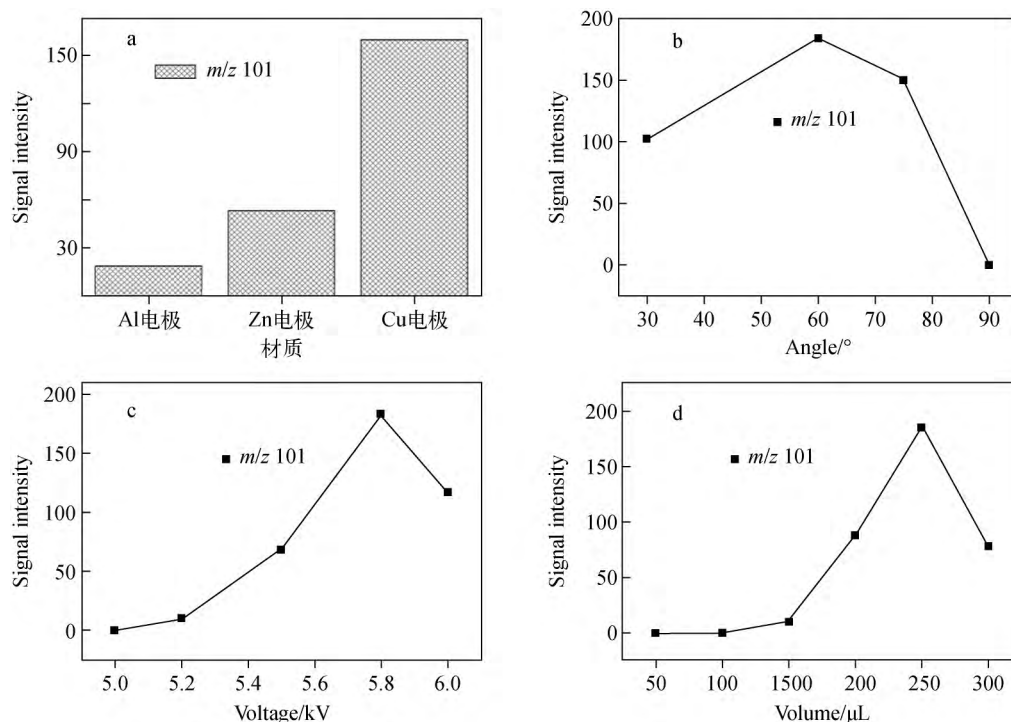 a
m/z 101
Signal intensity
150
90
30
Al电极 Zn电极 Cu电极
材质
b
m/z 101
Signal intensity
200
150
100
50
0
30 40 50 60 70 80 90
Angle/°
c
m/z 101
Signal intensity
200
150
100
50
0
5.0 5.2 5.4 5.6 5.8 6.0
Voltage/kV
d
m/z 101
Signal intensity
200
150
100
50
0
50 100 1500 200 250 300
Volume/μL